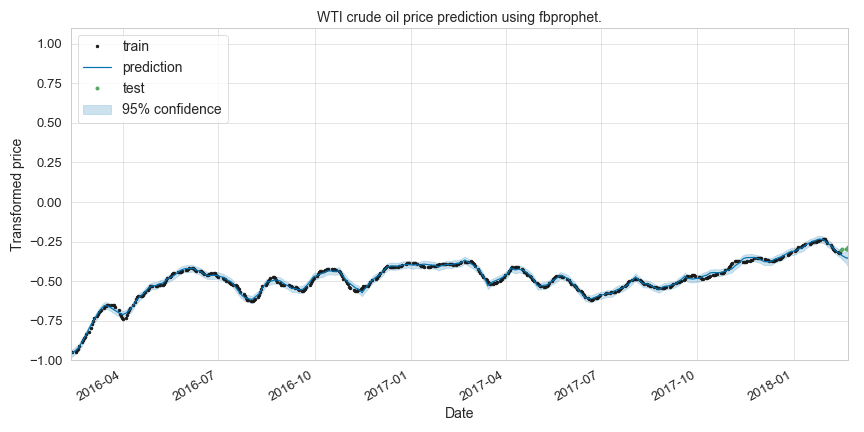 WTI crude oil price prediction using fbprophet.
train
prediction
test
95% confidence
Transformed price
1.00
0.75
0.50
0.25
0.00
−0.25
−0.50
−0.75
−1.00
2016-04
2016-07
2016-10
2017-01
2017-04
2017-07
2017-10
2018-01
Date